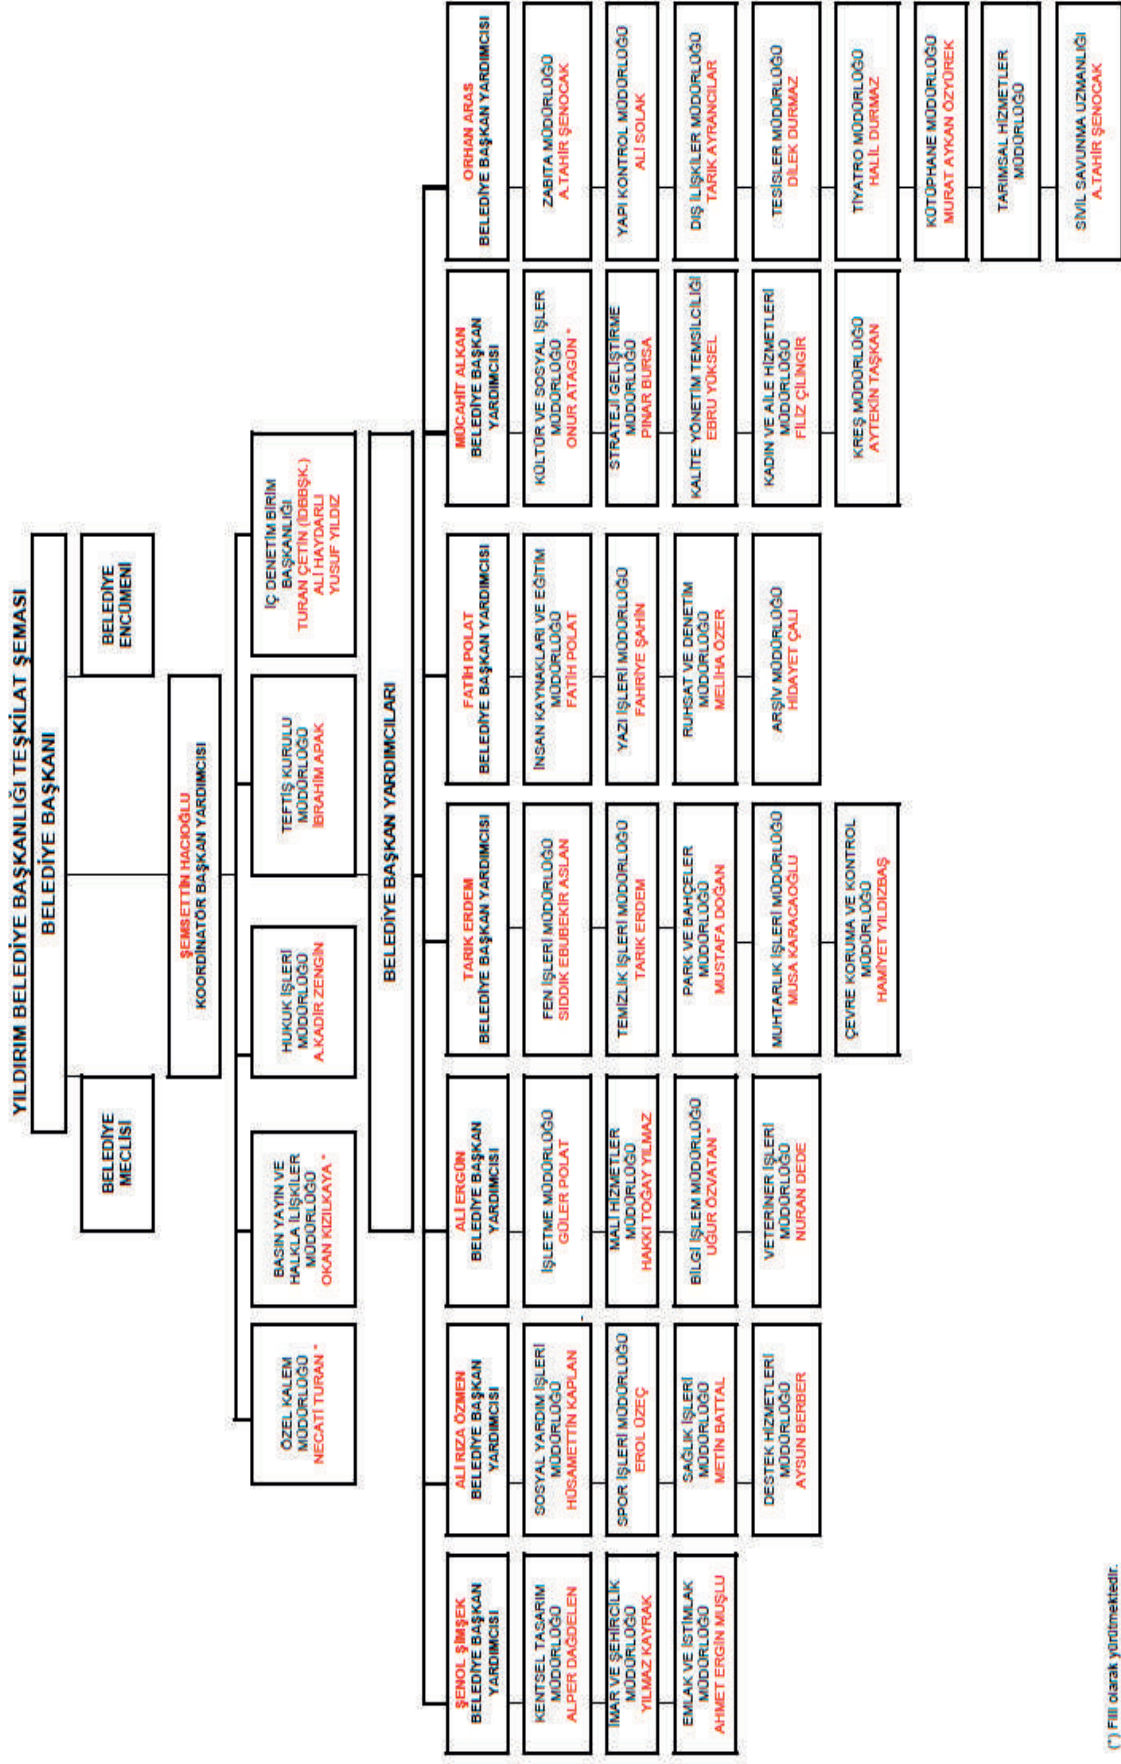 YILDIRIM BELEDİYE BAŞKANLIĞI TEŞKİLAT ŞEMASI
BELEDİYE BAŞKANI
BELEDİYE
MECLİSİ
BELEDİYE
ENCÜMENİ
ŞEMSETTİN HACIOĞLU
KOORDİNATÖR BAŞKAN YARDIMCISI
ÖZEL KALEM
MÜDÜRLÜĞÜ
NECATİ TURAN *
BASIN YAYIN VE
HALKLA İLİŞKİLER
MÜDÜRLÜĞÜ
OKAN KIZILKAYA *
HUKUK İŞLERİ
MÜDÜRLÜĞÜ
A.KADİR ZENGİN
TEFTİŞ KURULU
MÜDÜRLÜĞÜ
İBRAHİM APAK
İÇ DENETİM BİRİM
BAŞKANLIĞI
TURAN ÇETİN (İDBBŞK.)
ALİ HAYDARLI
YUSUF YILDIZ
BELEDİYE BAŞKAN YARDIMCILARI
ŞENOL ŞİMŞEK
BELEDİYE BAŞKAN
YARDIMCISI
KENTSEL TASARIM
MÜDÜRLÜĞÜ
ALPER DAĞDELEN
İMAR VE ŞEHİRCİLİK
MÜDÜRLÜĞÜ
YILMAZ KAYRAK
EMLAK VE İSTİMLAK
MÜDÜRLÜĞÜ
AHMET ERGİN MUŞLU
ALİ RIZA ÖZMEN
BELEDİYE BAŞKAN
YARDIMCISI
SOSYAL YARDIM İŞLERİ
MÜDÜRLÜĞÜ
HÜSAMETTİN KAPLAN
SPOR İŞLERİ MÜDÜRLÜĞÜ
EROL ÜZEÇ
SAĞLIK İŞLERİ
MÜDÜRLÜĞÜ
METİN BATTAL
DESTEK HİZMETLERİ
MÜDÜRLÜĞÜ
AYSUN BERBER
ALİ ERGÜN
BELEDİYE BAŞKAN
YARDIMCISI
İŞLETME MÜDÜRLÜĞÜ
GÜLER POLAT
MALİ HİZMETLER
MÜDÜRLÜĞÜ
HAKKI TOGAY YILMAZ
BİLGİ İŞLEM MÜDÜRLÜĞÜ
UĞUR ÖZVATAN *
VETERİNER İŞLERİ
MÜDÜRLÜĞÜ
NURAN DEDE
TARIK ERDEM
BELEDİYE BAŞKAN YARDIMCISI
FEN İŞLERİ MÜDÜRLÜĞÜ
SIDDIK EBUBEKİR ASLAN
TEMİZLİK İŞLERİ MÜDÜRLÜĞÜ
TARIK ERDEM
PARK VE BAHÇELER
MÜDÜRLÜĞÜ
MUSTAFA DOĞAN
MUHTARLIK İŞLERİ MÜDÜRLÜĞÜ
MUSA KARACAOĞLU
ÇEVRE KORUMA VE KONTROL
MÜDÜRLÜĞÜ
HAMİYET YILDIZBAŞ
FATİH POLAT
BELEDİYE BAŞKAN YARDIMCISI
İNSAN KAYNAKLARI VE EĞİTİM
MÜDÜRLÜĞÜ
FATİH POLAT
YAZI İŞLERİ MÜDÜRLÜĞÜ
FAHRİYE ŞAHİN
RUHSAT VE DENETİM
MÜDÜRLÜĞÜ
MELİHA ÖZER
ARŞİV MÜDÜRLÜĞÜ
HİDAYET ÇALI
MÜCAHİT ALKAN
BELEDİYE BAŞKAN
YARDIMCISI
KÜLTÜR VE SOSYAL İŞLER
MÜDÜRLÜĞÜ
ONUR ATAGÜN *
STRATEJİ GELİŞTİRME
MÜDÜRLÜĞÜ
PINAR BURSA
KALİTE YÖNETİM TEMSİLCİLİĞİ
EBRU YÜKSEL
KADIN VE AİLE HİZMETLERİ
MÜDÜRLÜĞÜ
FİLİZ ÇİLİNGİR
KREŞ MÜDÜRLÜĞÜ
AYTEKİN TAŞKAN
ORHAN ARAS
BELEDİYE BAŞKAN YARDIMCISI
ZABITA MÜDÜRLÜĞÜ
A.TAHİR ŞENOCAK
YAPI KONTROL MÜDÜRLÜĞÜ
ALİ SOLAK
DIŞ İLİŞKİLER MÜDÜRLÜĞÜ
TARIK AYRANCILAR
TESİSLER MÜDÜRLÜĞÜ
DİLEK DURMAZ
TİYATRO MÜDÜRLÜĞÜ
HALİL DURMAZ
KÜTÜPHANE MÜDÜRLÜĞÜ
MURAT AYKAN ÖZYÜREK
TARIMSAL HİZMETLER
MÜDÜRLÜĞÜ
SİVİL SAVUNMA UZMANLIĞI
A.TAHİR ŞENOCAK
(*) Fiili olarak yürütmektedir.